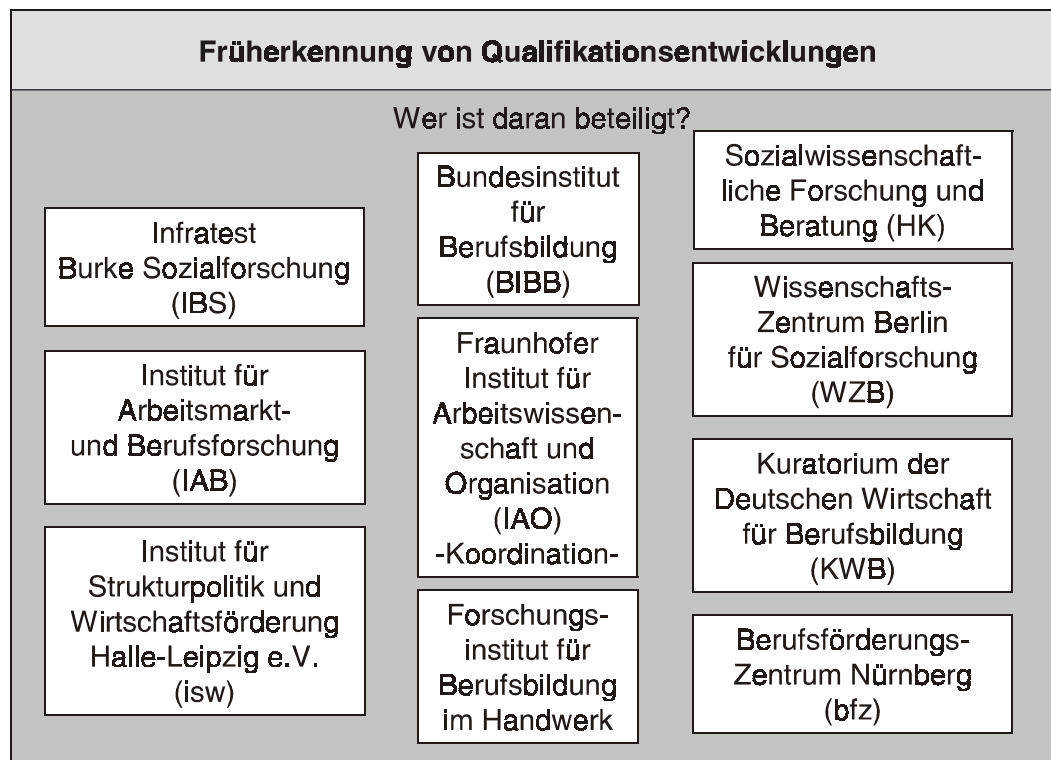 Früherkennung von Qualifikationsentwicklungen
Wer ist daran beteiligt?
Infratest
Burke Sozialforschung
(IBS)
Institut für
Arbeitsmarkt-
und Berufsforschung
(IAB)
Institut für
Strukturpolitik und
Wirtschaftsförderung
Halle-Leipzig e.V.
(isw)
Bundesinstitut
für
Berufsbildung
(BIBB)
Fraunhofer
Institut für
Arbeitswissen-
schaft und
Organisation
(IAO)
-Koordination-
Forschungs-
institut für
Berufsbildung
im Handwerk
Sozialwissenschaft-
liche Forschung und
Beratung (HK)
Wissenschafts-
Zentrum Berlin
für Sozialforschung
(WZB)
Kuratorium der
Deutschen Wirtschaft
für Berufsbildung
(KWB)
Berufsförderungs-
Zentrum Nürnberg
(bfz)